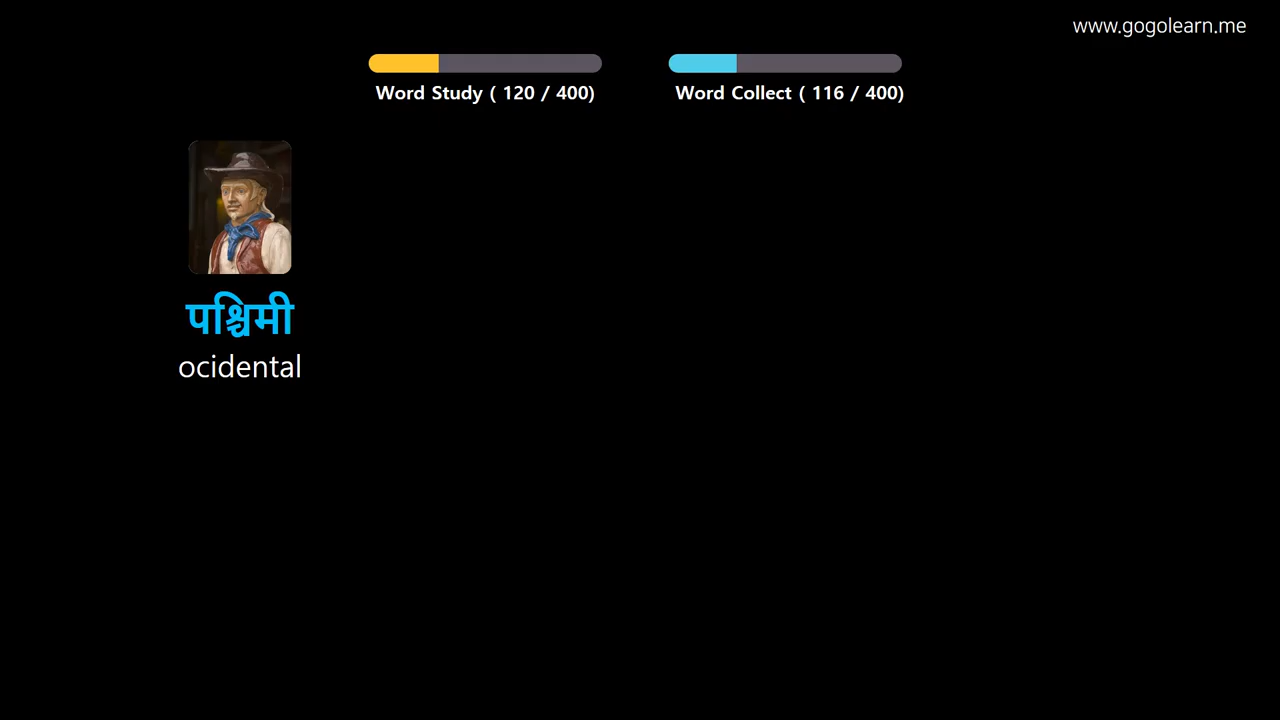 www.gogolearn.me
Word Study ( 120 / 400)
Word Collect ( 116 / 400)
पश्चिमी
ocidental